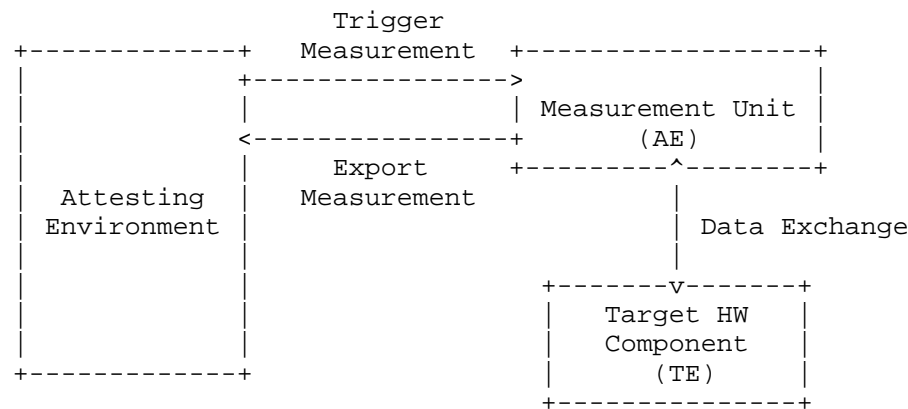 Trigger
Measurement
Measurement Unit
(AE)
Export
Measurement
Attesting
Environment
Data Exchange
Target HW
Component
(TE)